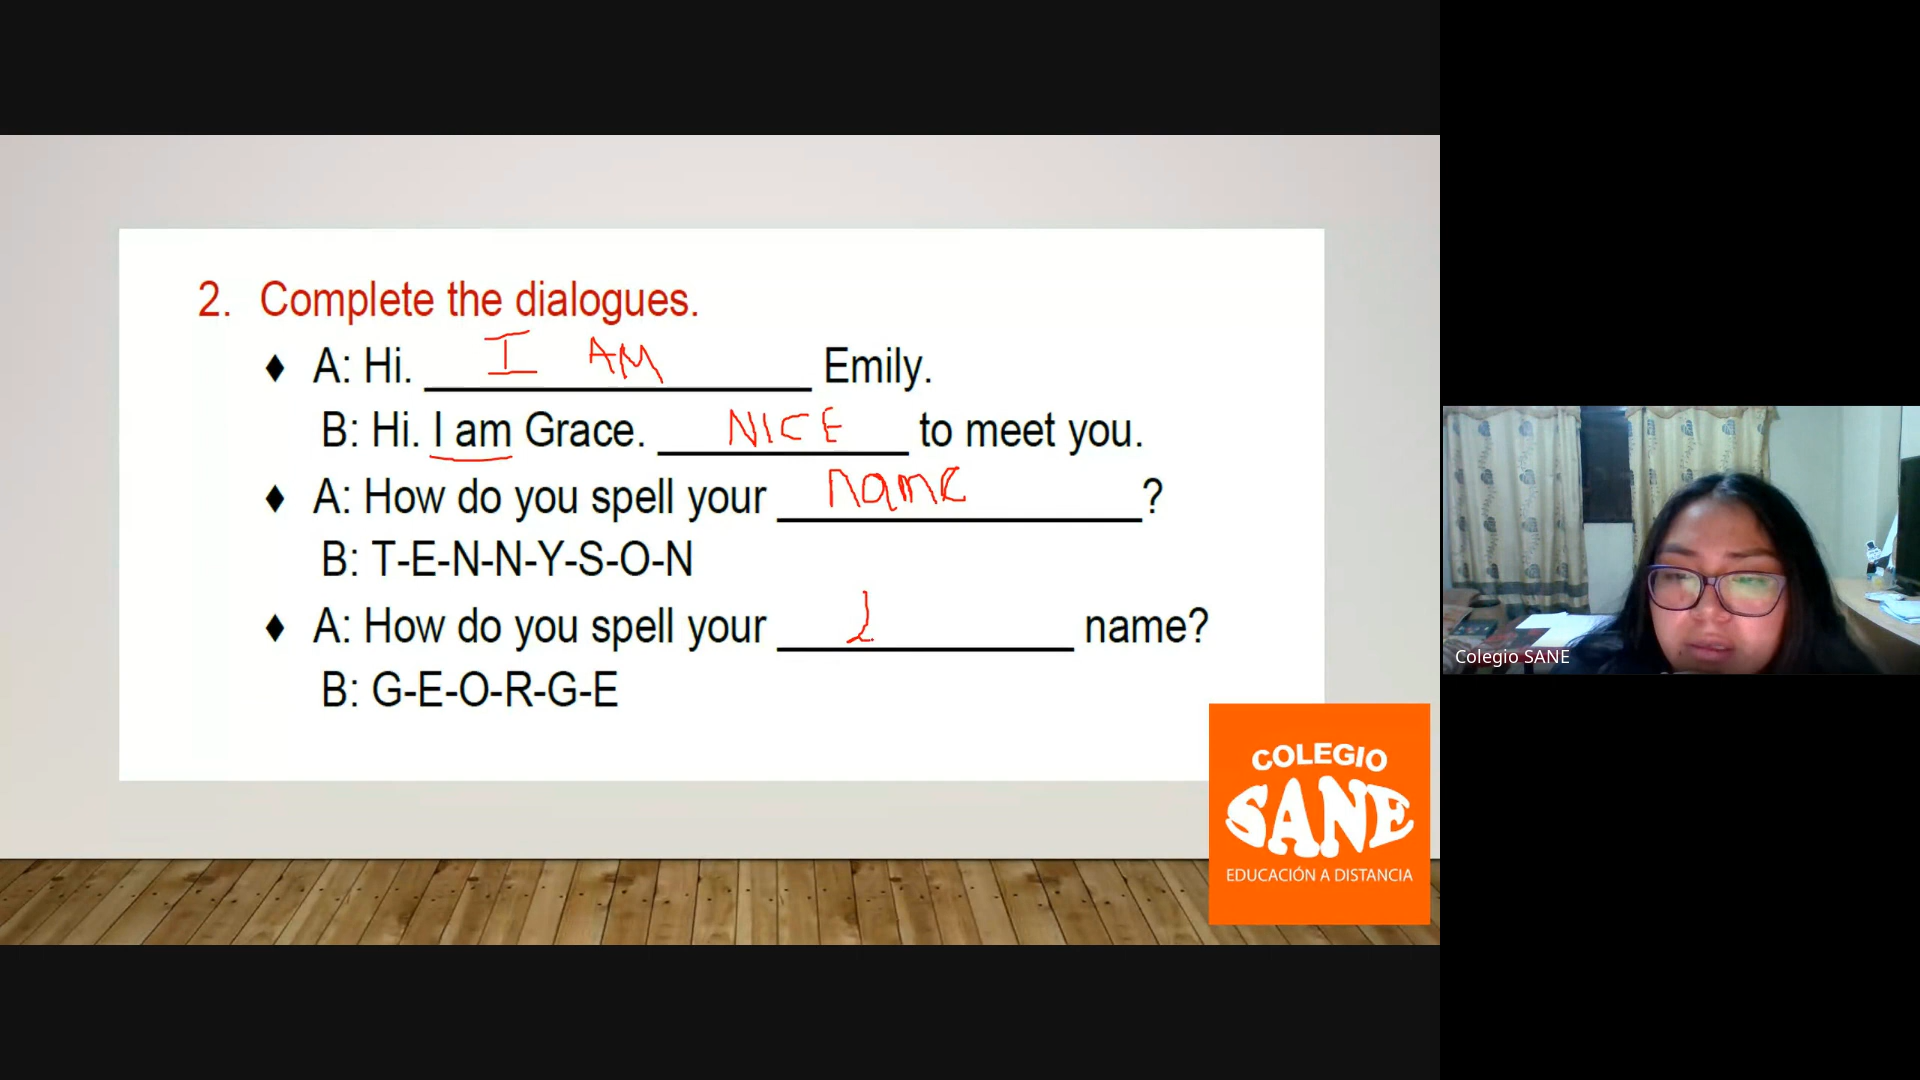 2. Complete the dialogues.
♦ A: Hi. I AM Emily.
B: Hi. I am Grace. NICE to meet you.
♦ A: How do you spell your name?
B: T-E-N-N-Y-S-O-N
♦ A: How do you spell your l name?
B: G-E-O-R-G-E
COLEGIO
SANE
EDUCACIÓN A DISTANCIA
Colegio SANE